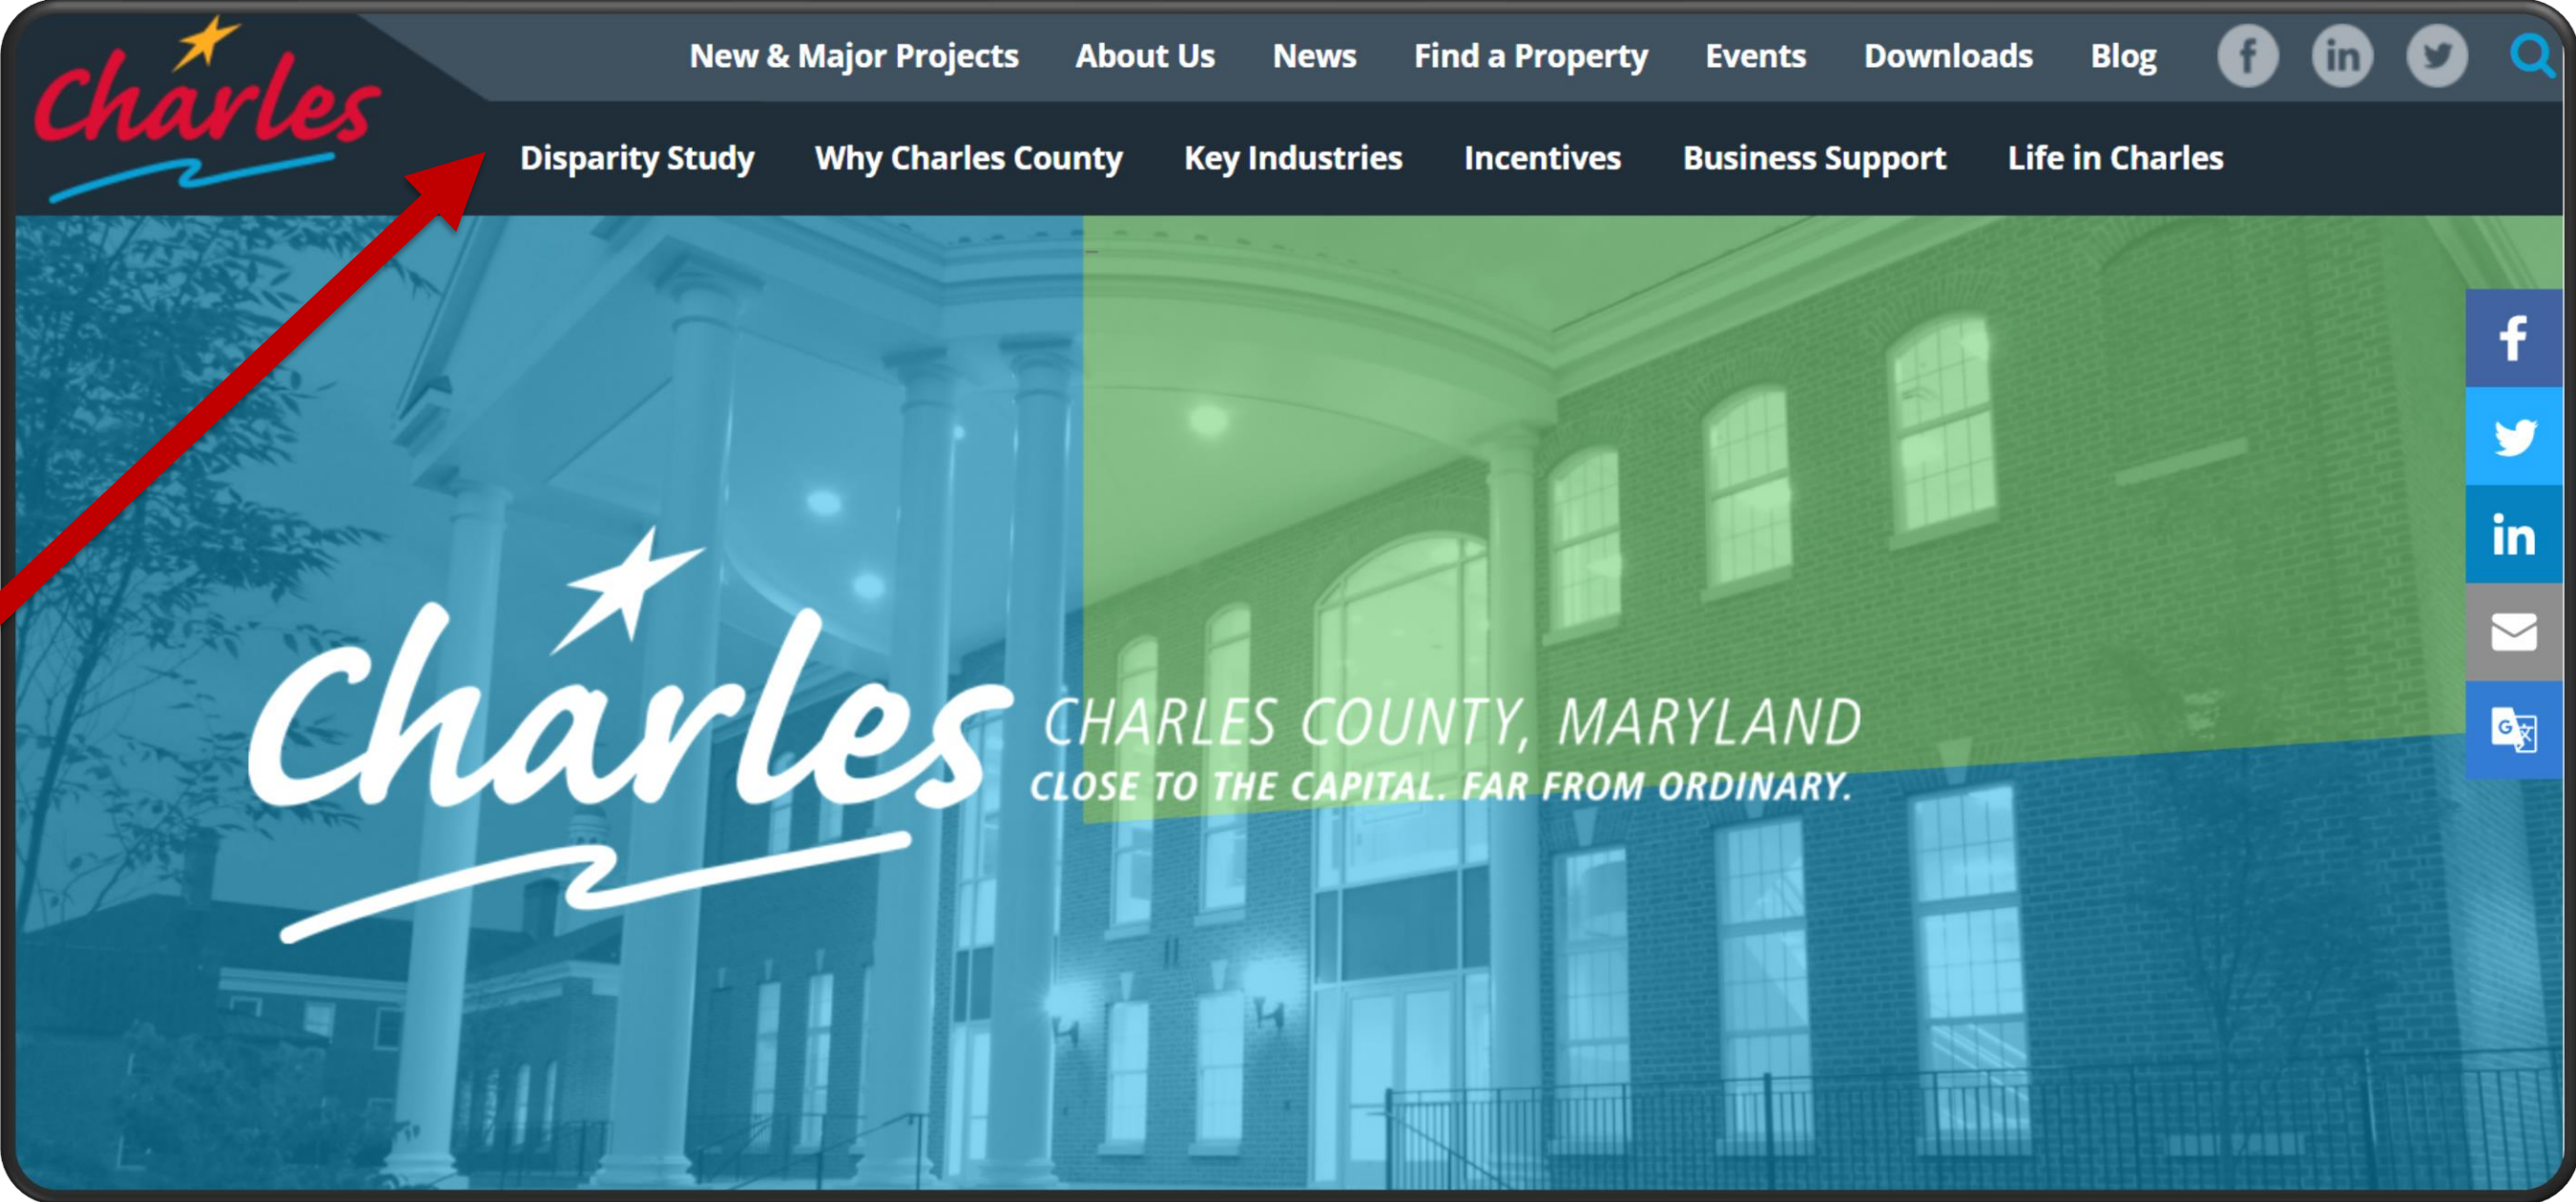 Charles
New & Major Projects About Us News Find a Property Events Downloads Blog
Disparity Study Why Charles County Key Industries Incentives Business Support Life in Charles
Charles
CHARLES COUNTY, MARYLAND
CLOSE TO THE CAPITAL. FAR FROM ORDINARY.